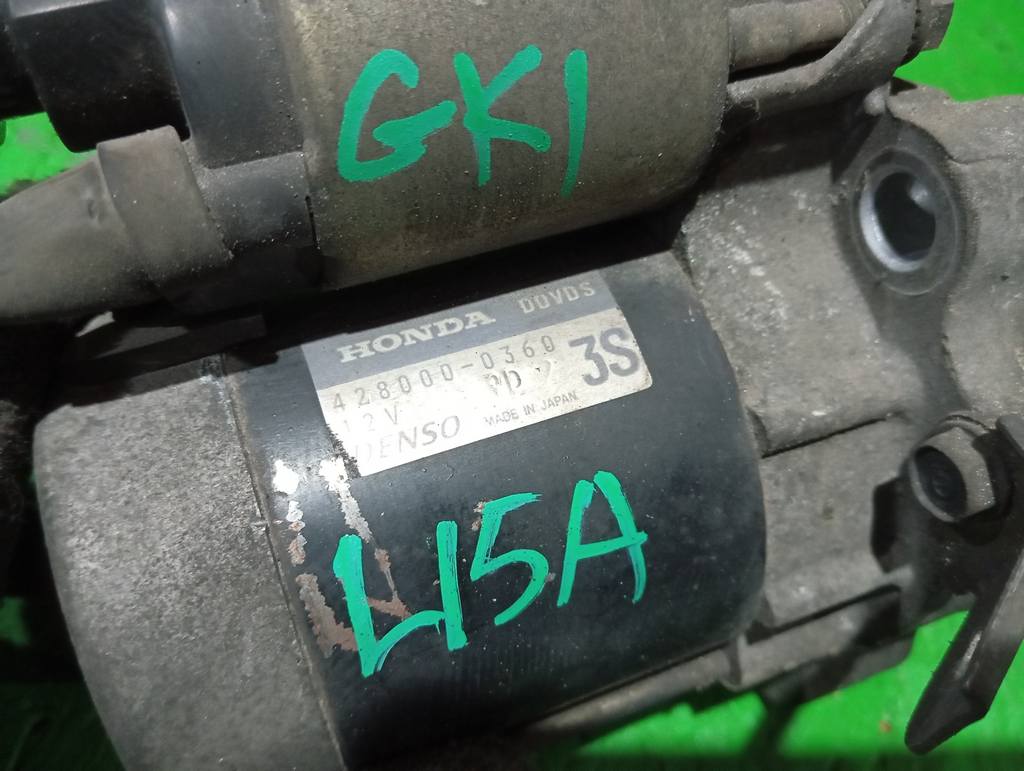 GK1
HONDA DOVDS
428000-0360
12V 3S
DENSO MADE IN JAPAN
L15A